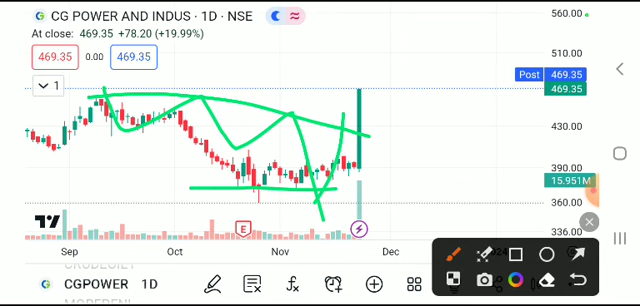 CG POWER AND INDUS · 1D · NSE
At close: 469.35 +78.20 (+19.99%)
469.35 0.00 469.35
1
560.00
510.00
Post 469.35
469.35
430.00
390.00
15.951M
360.00
336.00
E
Sep Oct Nov Dec
CGPOWER 1D